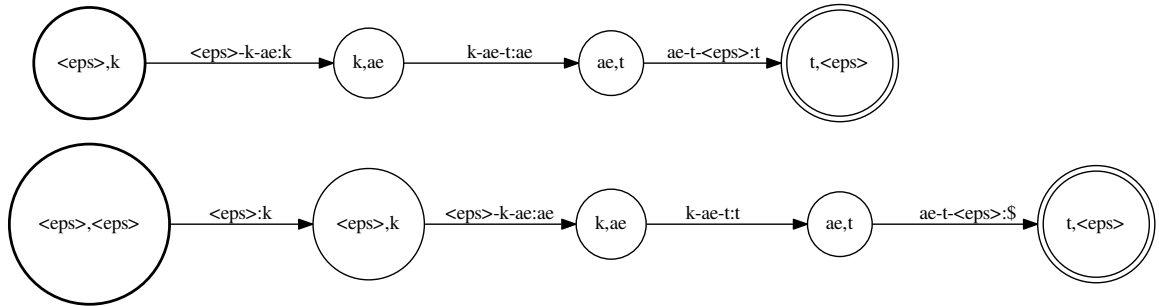 <eps>-k-ae:k k-ae-t:ae ae-t-<eps>:t
<eps>,k k,ae ae,t t,<eps>
<eps>:k <eps>-k-ae:ae k-ae-t:t ae-t-<eps>:$
<eps>,<eps> <eps>,k k,ae ae,t t,<eps>